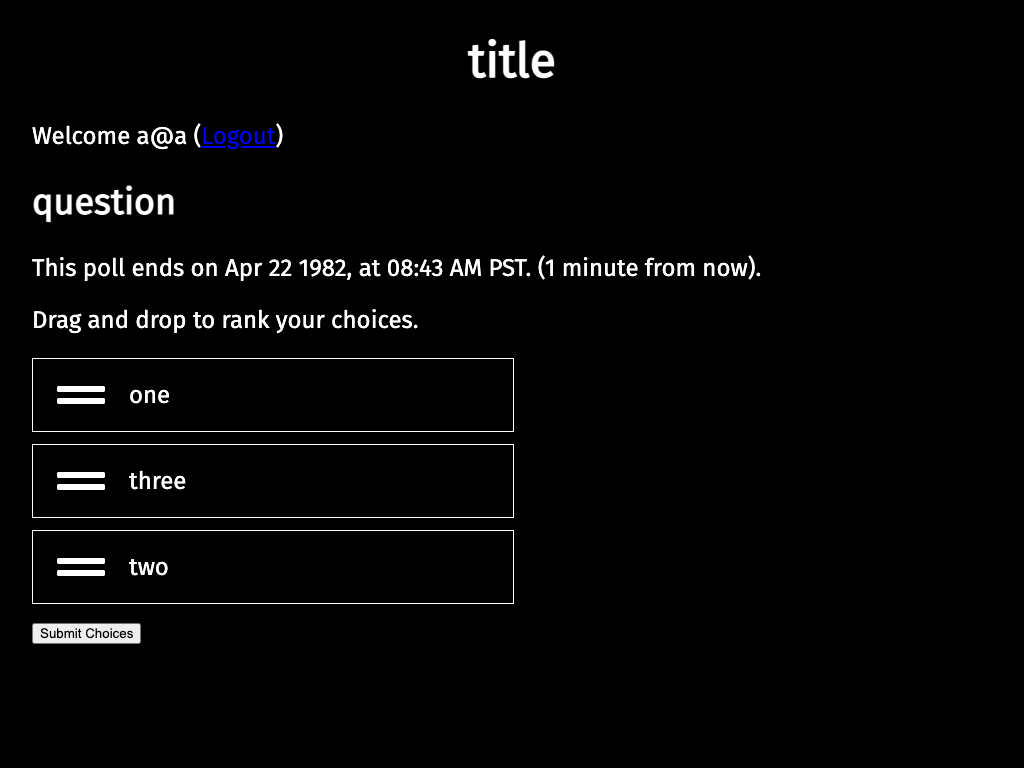 title
Welcome a@a (Logout)
question
This poll ends on Apr 22 1982, at 08:43 AM PST. (1 minute from now).
Drag and drop to rank your choices.
one
three
two
Submit Choices